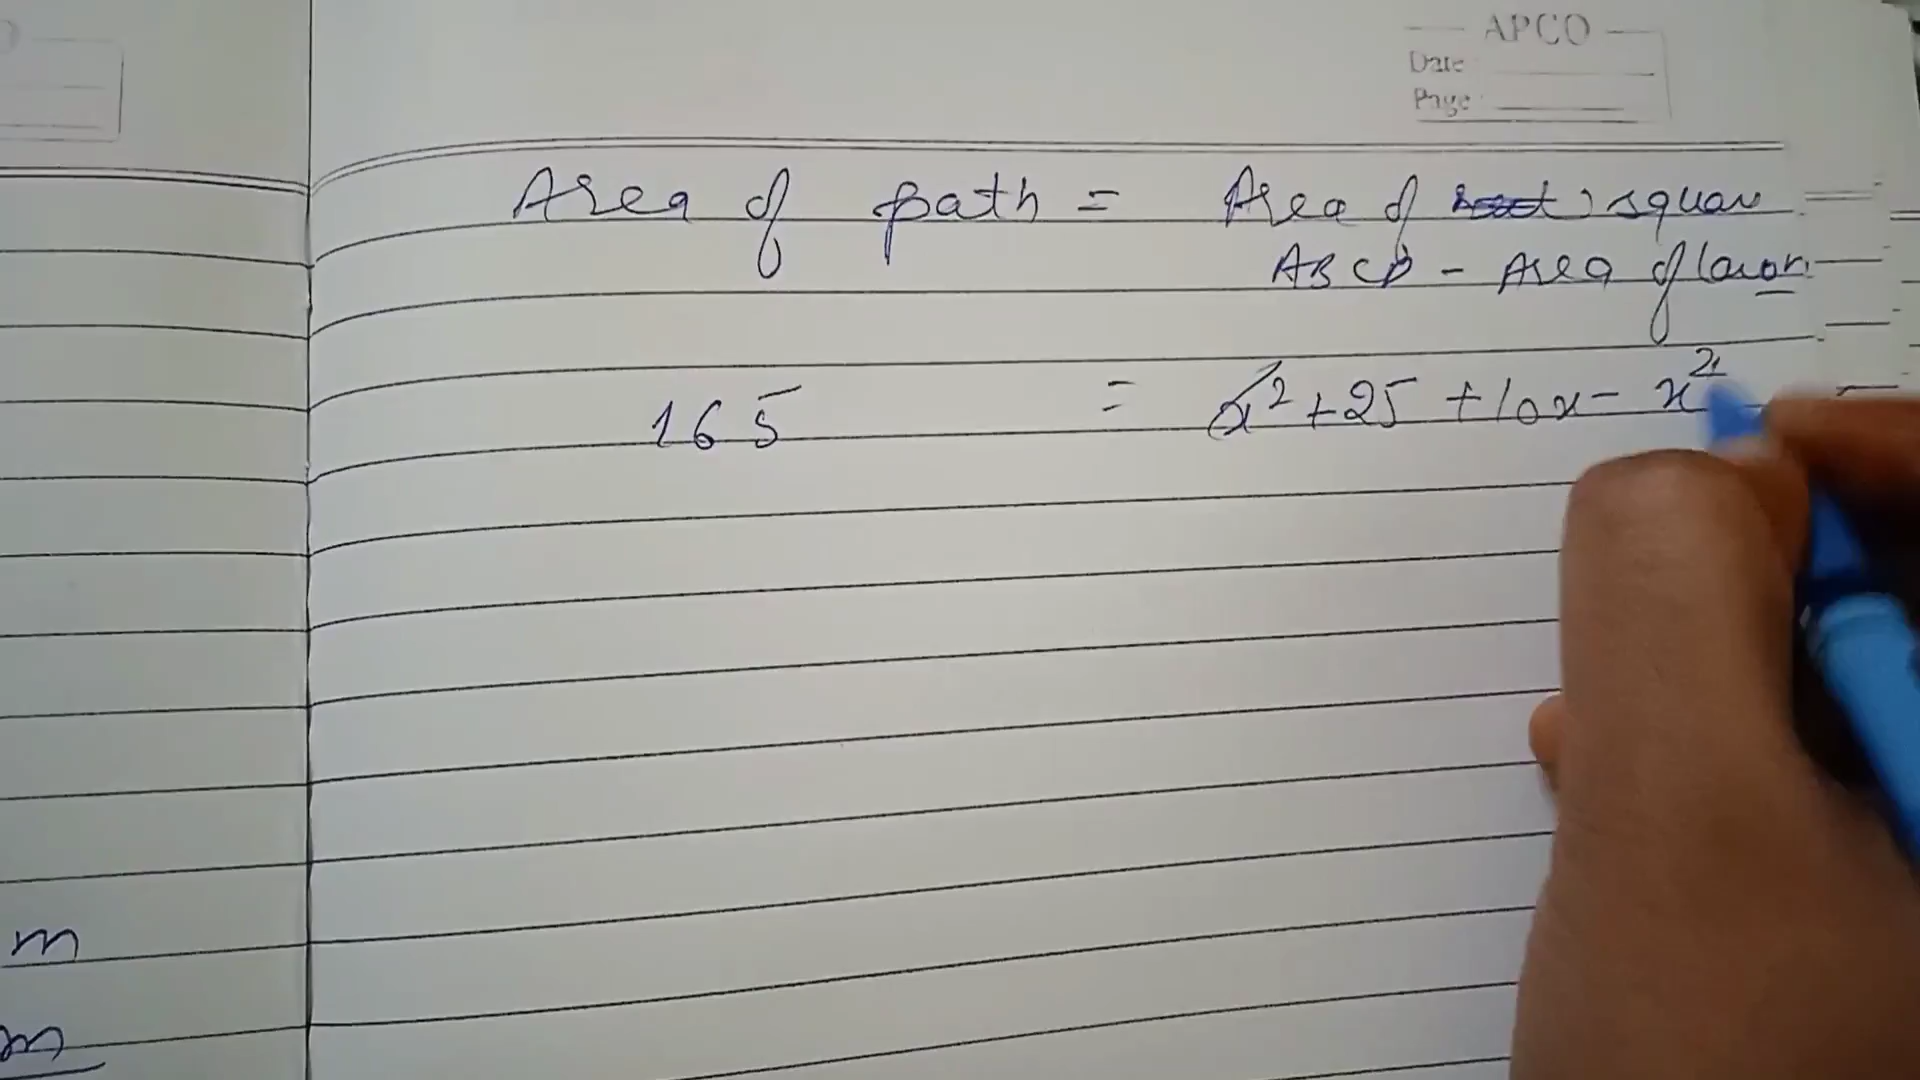 APCO
Date
Page
Area of path = Area of square
ABCD - Area of lawn
165 = x² + 25 + 10x - x²
m
m